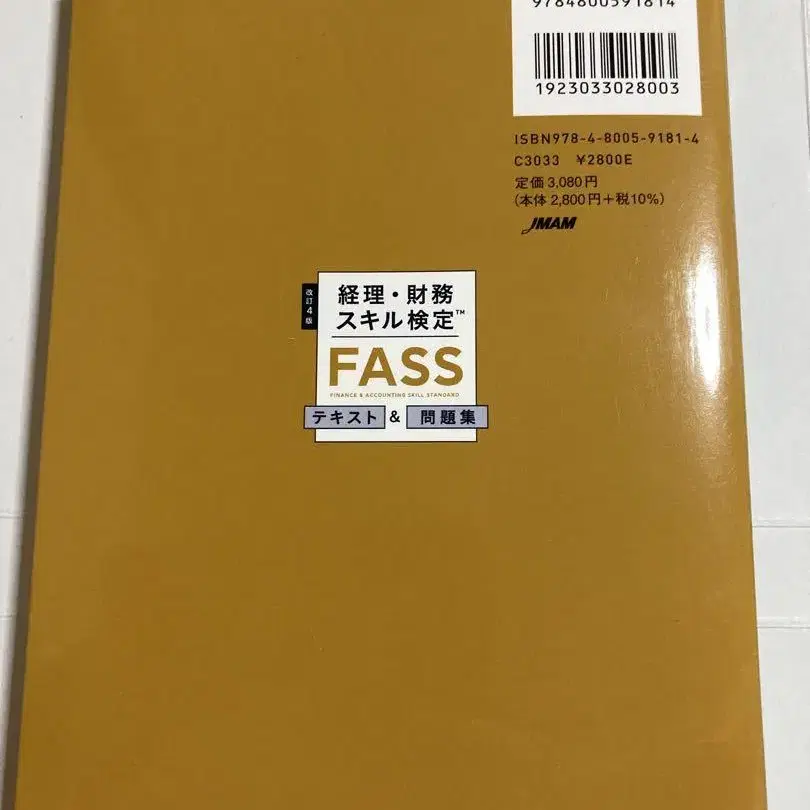 9784800591814
1923033028003
ISBN978-4-8005-9181-4
C3033 ¥2800E
定価3,080円
(本体2,800円+税10%)
JMAM
改訂4版
経理・財務
スキル検定™
FASS
FINANCE & ACCOUNTING SKILL STANDARD
テキスト & 問題集